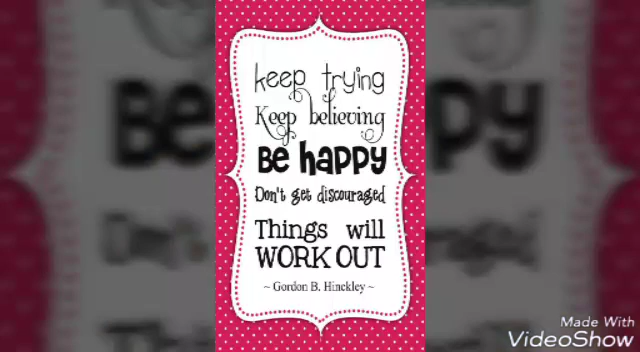 keep trying
Keep believing
Be happy
Don't get discouraged
Things will
WORK OUT
~ Gordon B. Hinckley ~
Made With
VideoShow